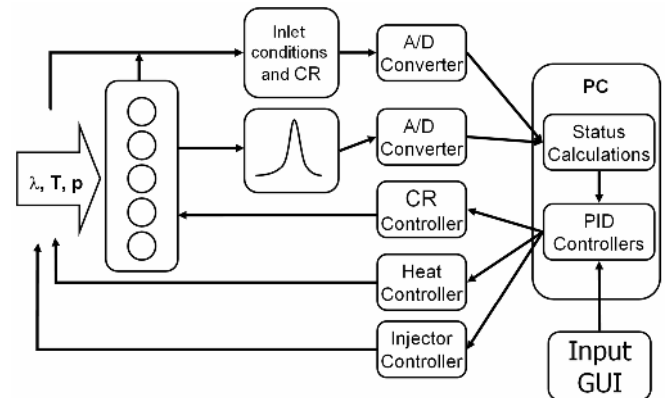 Inlet
conditions
and CR
A/D
Converter
PC
A/D
Converter
Status
Calculations
λ, T, p
CR
Controller
PID
Controllers
Heat
Controller
Injector
Controller
Input
GUI